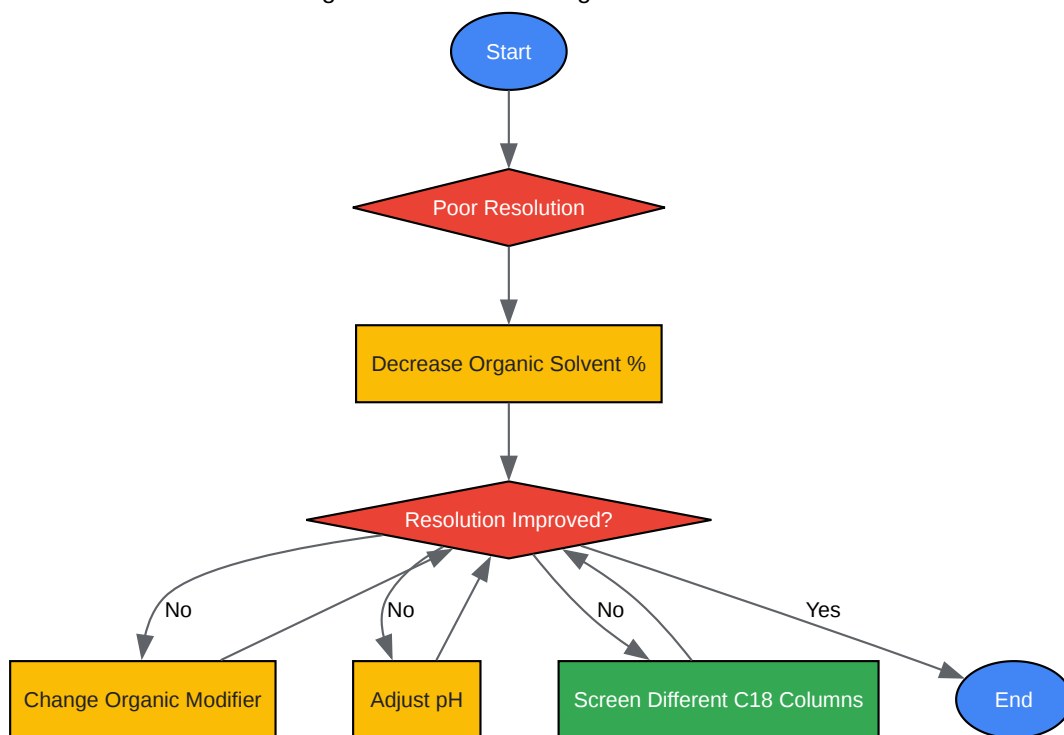 Start
Poor Resolution
Decrease Organic Solvent %
Resolution Improved?
No
No
No
Yes
Change Organic Modifier
Adjust pH
Screen Different C18 Columns
End